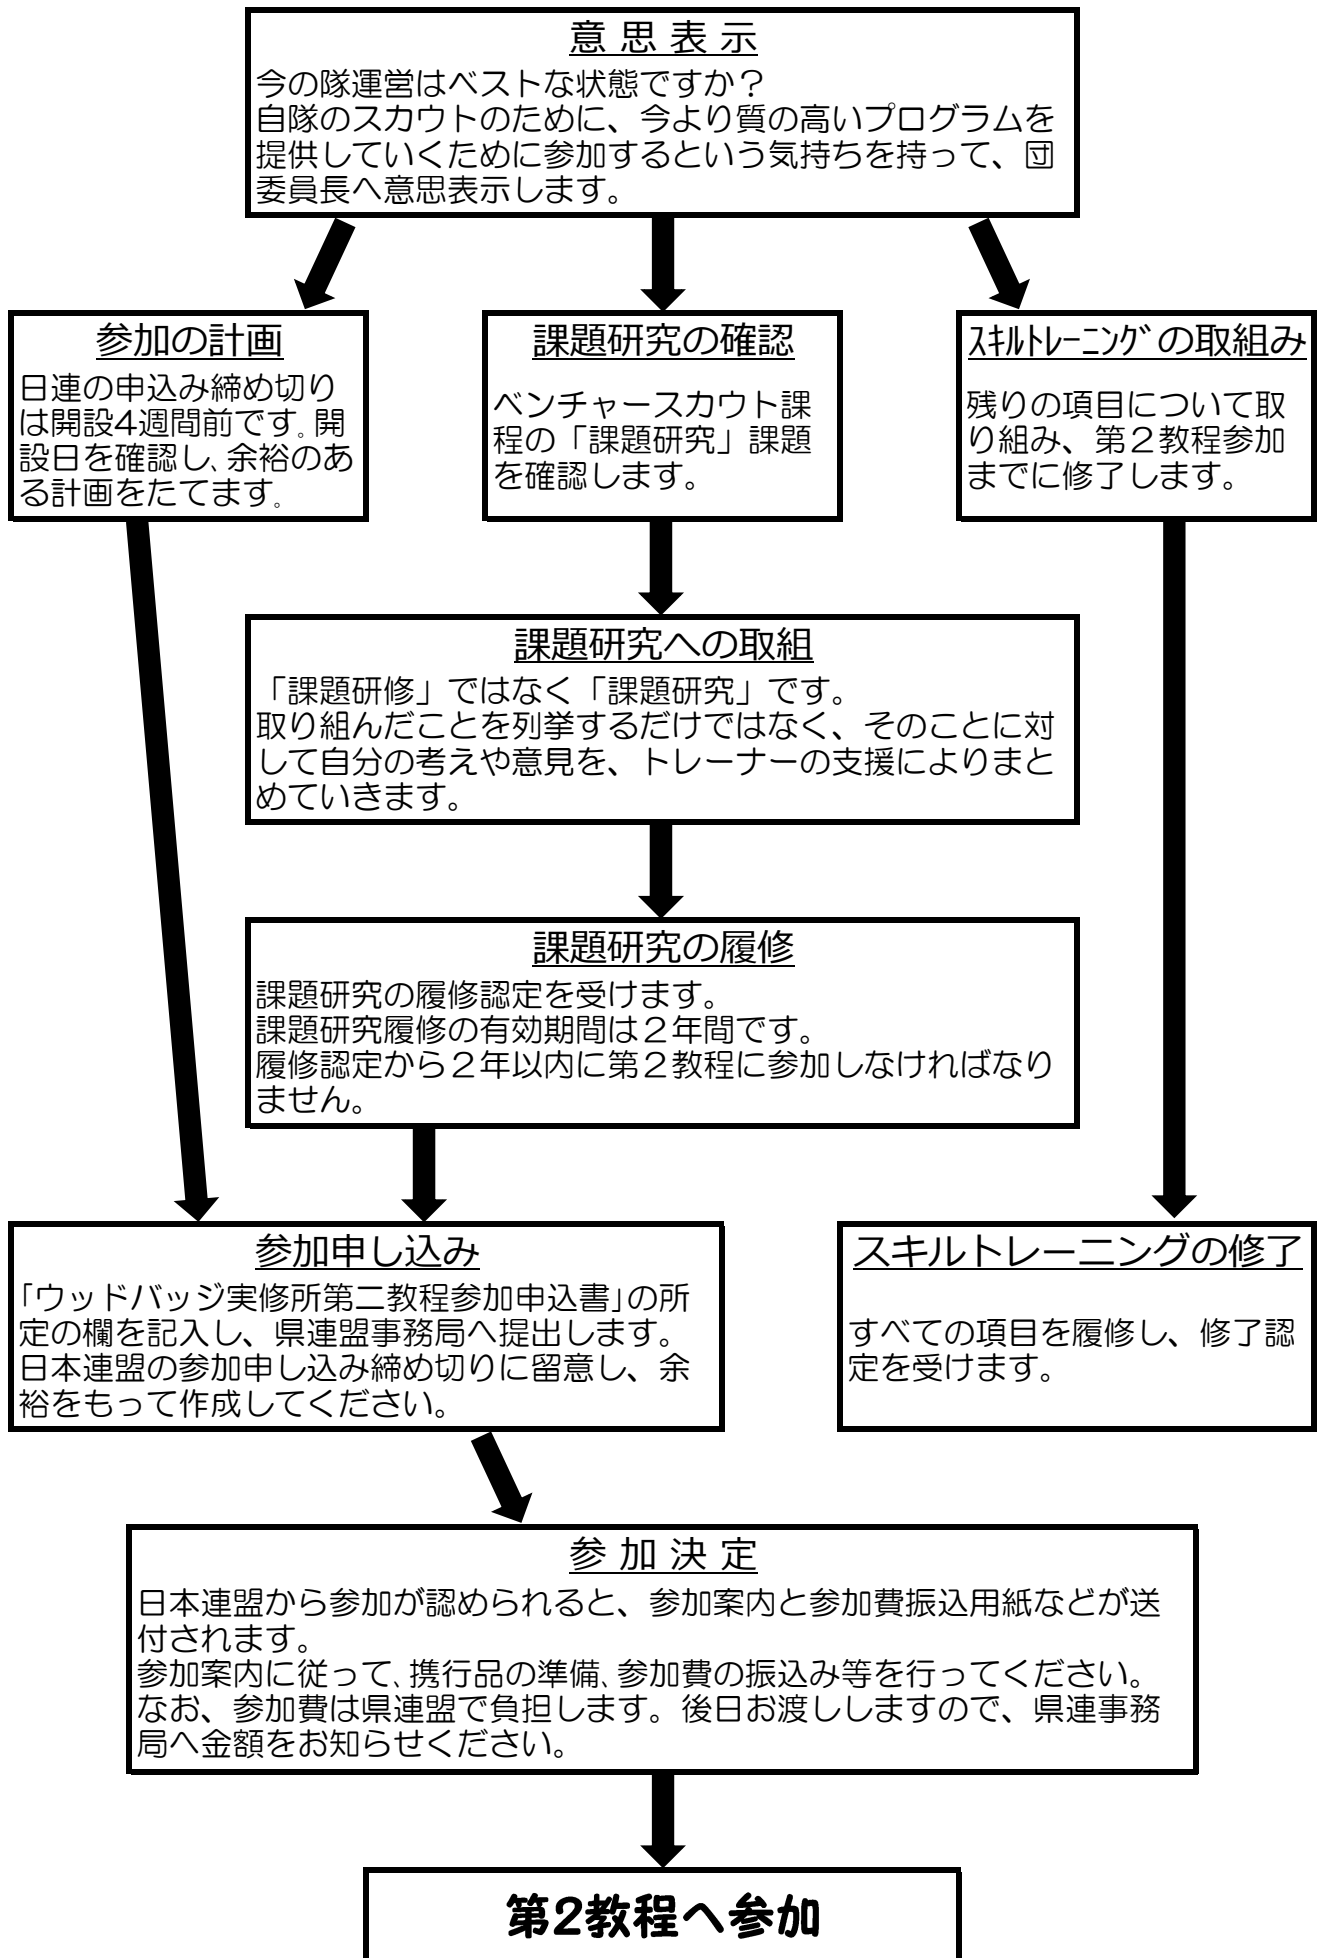 意 思 表 示
今の隊運営はベストな状態ですか？
自隊のスカウトのために、今より質の高いプログラムを
提供していくために参加するという気持ちを持って、団
委員長へ意思表示します。
参加の計画
日連の申込み締め切り
は開設4週間前です。開
設日を確認し、余裕のあ
る計画をたてます。
課題研究の確認
ベンチャースカウト課
程の「課題研究」課題
を確認します。
ｽｷﾙﾄﾚｰﾆﾝｸﾞの取組み
残りの項目について取
り組み、第２教程参加
までに修了します。
課題研究への取組
「課題研修」ではなく「課題研究」です。
取り組んだことを列挙するだけではなく、そのことに対
して自分の考えや意見を、トレーナーの支援によりまと
めていきます。
課題研究の履修
課題研究の履修認定を受けます。
課題研究履修の有効期間は２年間です。
履修認定から２年以内に第２教程に参加しなければなり
ません。
参加申し込み
「ウッドバッジ実修所第二教程参加申込書」の所
定の欄を記入し、県連盟事務局へ提出します。
日本連盟の参加申し込み締め切りに留意し、余
裕をもって作成してください。
スキルトレーニングの修了
すべての項目を履修し、修了認
定を受けます。
参 加 決 定
日本連盟から参加が認められると、参加案内と参加費振込用紙などが送
付されます。
参加案内に従って、携行品の準備、参加費の振込み等を行ってください。
なお、参加費は県連盟で負担します。後日お渡ししますので、県連事務
局へ金額をお知らせください。
第2教程へ参加